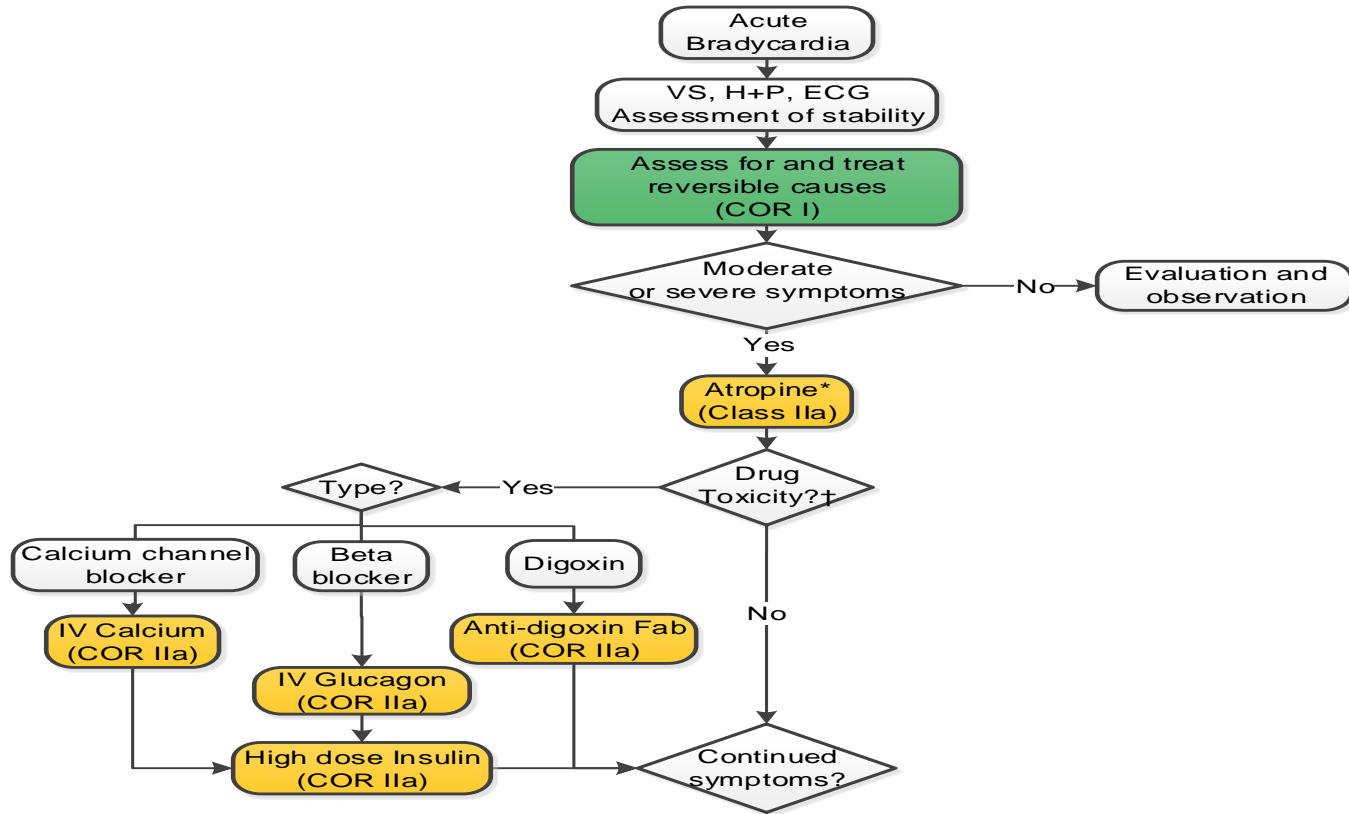 Acute
Bradycardia
VS, H+P, ECG
Assessment of stability
Assess for and treat
reversible causes
(COR I)
Moderate
or severe symptoms
No
Evaluation and
observation
Yes
Atropine*
(Class IIa)
Drug
Toxicity?†
Yes
Type?
Calcium channel
blocker
Beta
blocker
Digoxin
IV Calcium
(COR IIa)
Anti-digoxin Fab
(COR IIa)
No
IV Glucagon
(COR IIa)
High dose Insulin
(COR IIa)
Continued
symptoms?